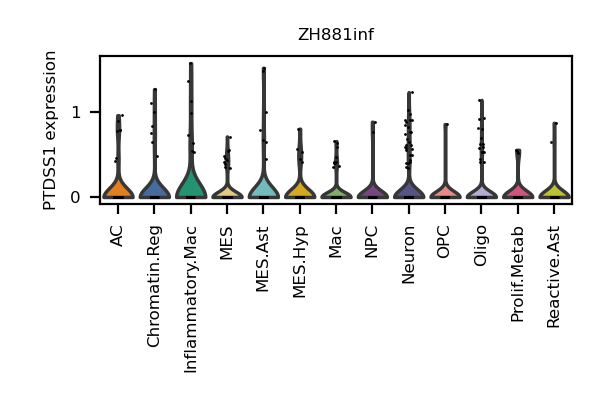 ZH881inf
PTDSS1 expression
1
0
AC
Chromatin.Reg
Inflammatory.Mac
MES
MES.Ast
MES.Hyp
Mac
NPC
Neuron
OPC
Oligo
Prolif.Metab
Reactive.Ast